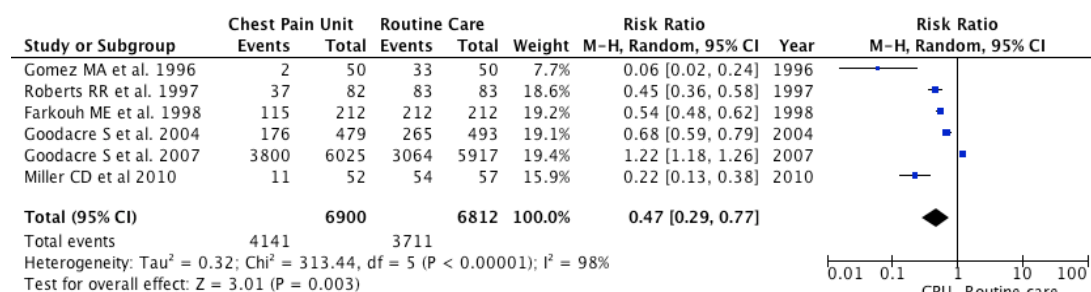 Chest Pain Unit Routine Care Risk Ratio Risk Ratio
Study or Subgroup Events Total Events Total Weight M-H, Random, 95% CI Year M-H, Random, 95% CI
Gomez MA et al. 1996 2 50 33 50 7.7% 0.06 [0.02, 0.24] 1996
Roberts RR et al. 1997 37 82 83 83 18.6% 0.45 [0.36, 0.58] 1997
Farkouh ME et al. 1998 115 212 212 212 19.2% 0.54 [0.48, 0.62] 1998
Goodacre S et al. 2004 176 479 265 493 19.1% 0.68 [0.59, 0.79] 2004
Goodacre S et al. 2007 3800 6025 3064 5917 19.4% 1.22 [1.18, 1.26] 2007
Miller CD et al 2010 11 52 54 57 15.9% 0.22 [0.13, 0.38] 2010
Total (95% CI) 6900 6812 100.0% 0.47 [0.29, 0.77]
Total events 4141 3711
Heterogeneity: Tau² = 0.32; Chi² = 313.44, df = 5 (P < 0.00001); I² = 98%
Test for overall effect: Z = 3.01 (P = 0.003)
0.01 0.1 1 10 100
Routine care